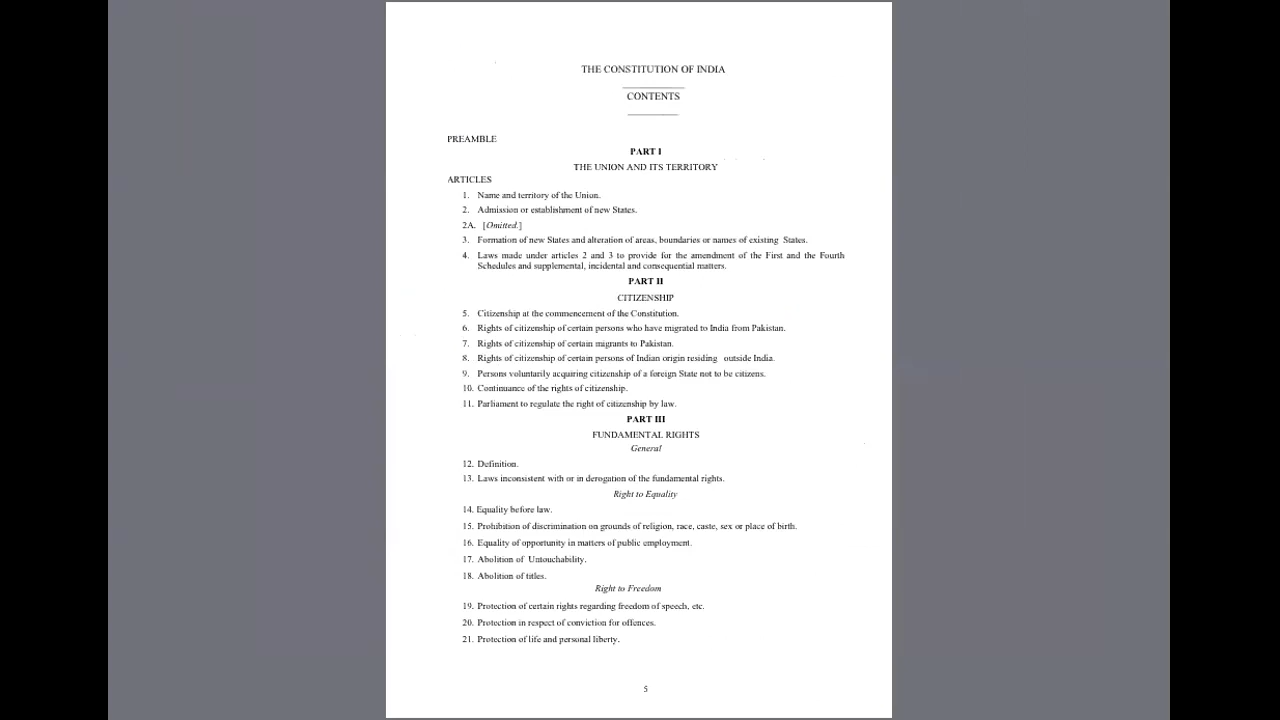 THE CONSTITUTION OF INDIA
CONTENTS
PREAMBLE
PART I
THE UNION AND ITS TERRITORY
ARTICLES
1. Name and territory of the Union.
2. Admission or establishment of new States.
2A. [Omitted.]
3. Formation of new States and alteration of areas, boundaries or names of existing States.
4. Laws made under articles 2 and 3 to provide for the amendment of the First and the Fourth
Schedules and supplemental, incidental and consequential matters.
PART II
CITIZENSHIP
5. Citizenship at the commencement of the Constitution.
6. Rights of citizenship of certain persons who have migrated to India from Pakistan.
7. Rights of citizenship of certain migrants to Pakistan.
8. Rights of citizenship of certain persons of Indian origin residing outside India.
9. Persons voluntarily acquiring citizenship of a foreign State not to be citizens.
10. Continuance of the rights of citizenship.
11. Parliament to regulate the right of citizenship by law.
PART III
FUNDAMENTAL RIGHTS
General
12. Definition.
13. Laws inconsistent with or in derogation of the fundamental rights.
Right to Equality
14. Equality before law.
15. Prohibition of discrimination on grounds of religion, race, caste, sex or place of birth.
16. Equality of opportunity in matters of public employment.
17. Abolition of Untouchability.
18. Abolition of titles.
Right to Freedom
19. Protection of certain rights regarding freedom of speech, etc.
20. Protection in respect of conviction for offences.
21. Protection of life and personal liberty.
5